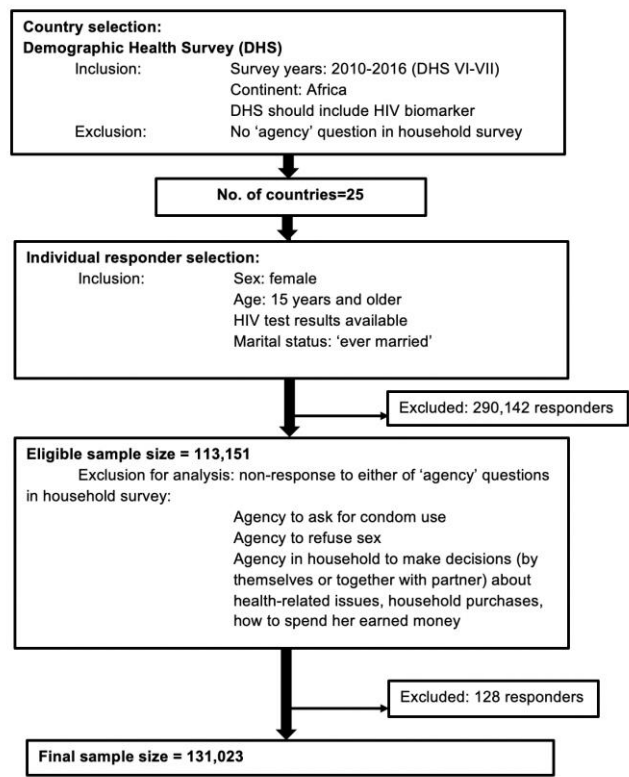 Country selection:
Demographic Health Survey (DHS)
Inclusion: Survey years: 2010-2016 (DHS VI-VII)
Continent: Africa
DHS should include HIV biomarker
Exclusion: No ‘agency’ question in household survey
No. of countries=25
Individual responder selection:
Inclusion: Sex: female
Age: 15 years and older
HIV test results available
Marital status: ‘ever married’
Excluded: 290,142 responders
Eligible sample size = 113,151
Exclusion for analysis: non-response to either of ‘agency’ questions
in household survey:
Agency to ask for condom use
Agency to refuse sex
Agency in household to make decisions (by
themselves or together with partner) about
health-related issues, household purchases,
how to spend her earned money
Excluded: 128 responders
Final sample size = 131,023